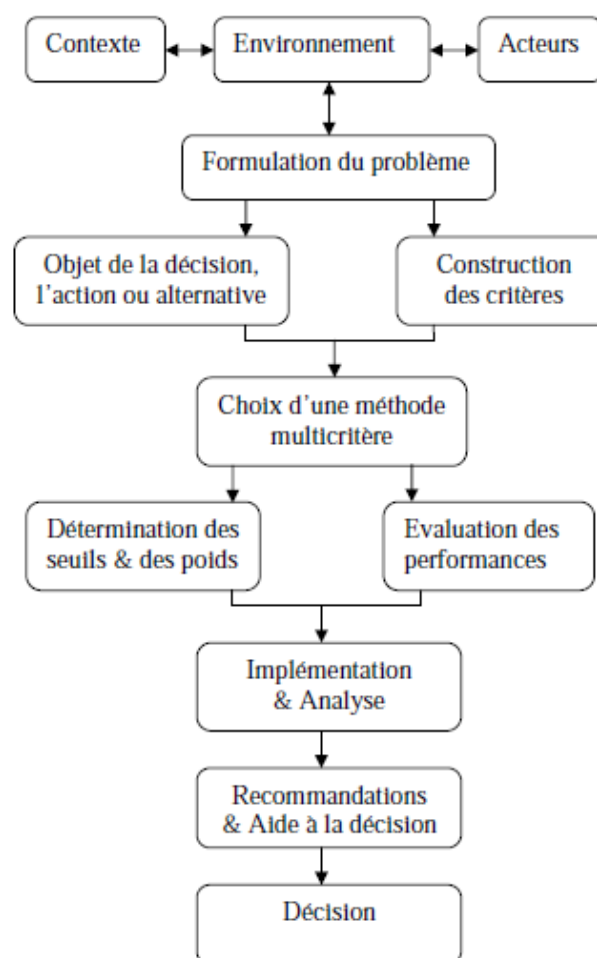 Contexte
Environnement
Acteurs
Formulation du problème
Objet de la décision,
l'action ou alternative
Construction
des critères
Choix d'une méthode
multicritère
Détermination des
seuils & des poids
Evaluation des
performances
Implémentation
& Analyse
Recommandations
& Aide à la décision
Décision